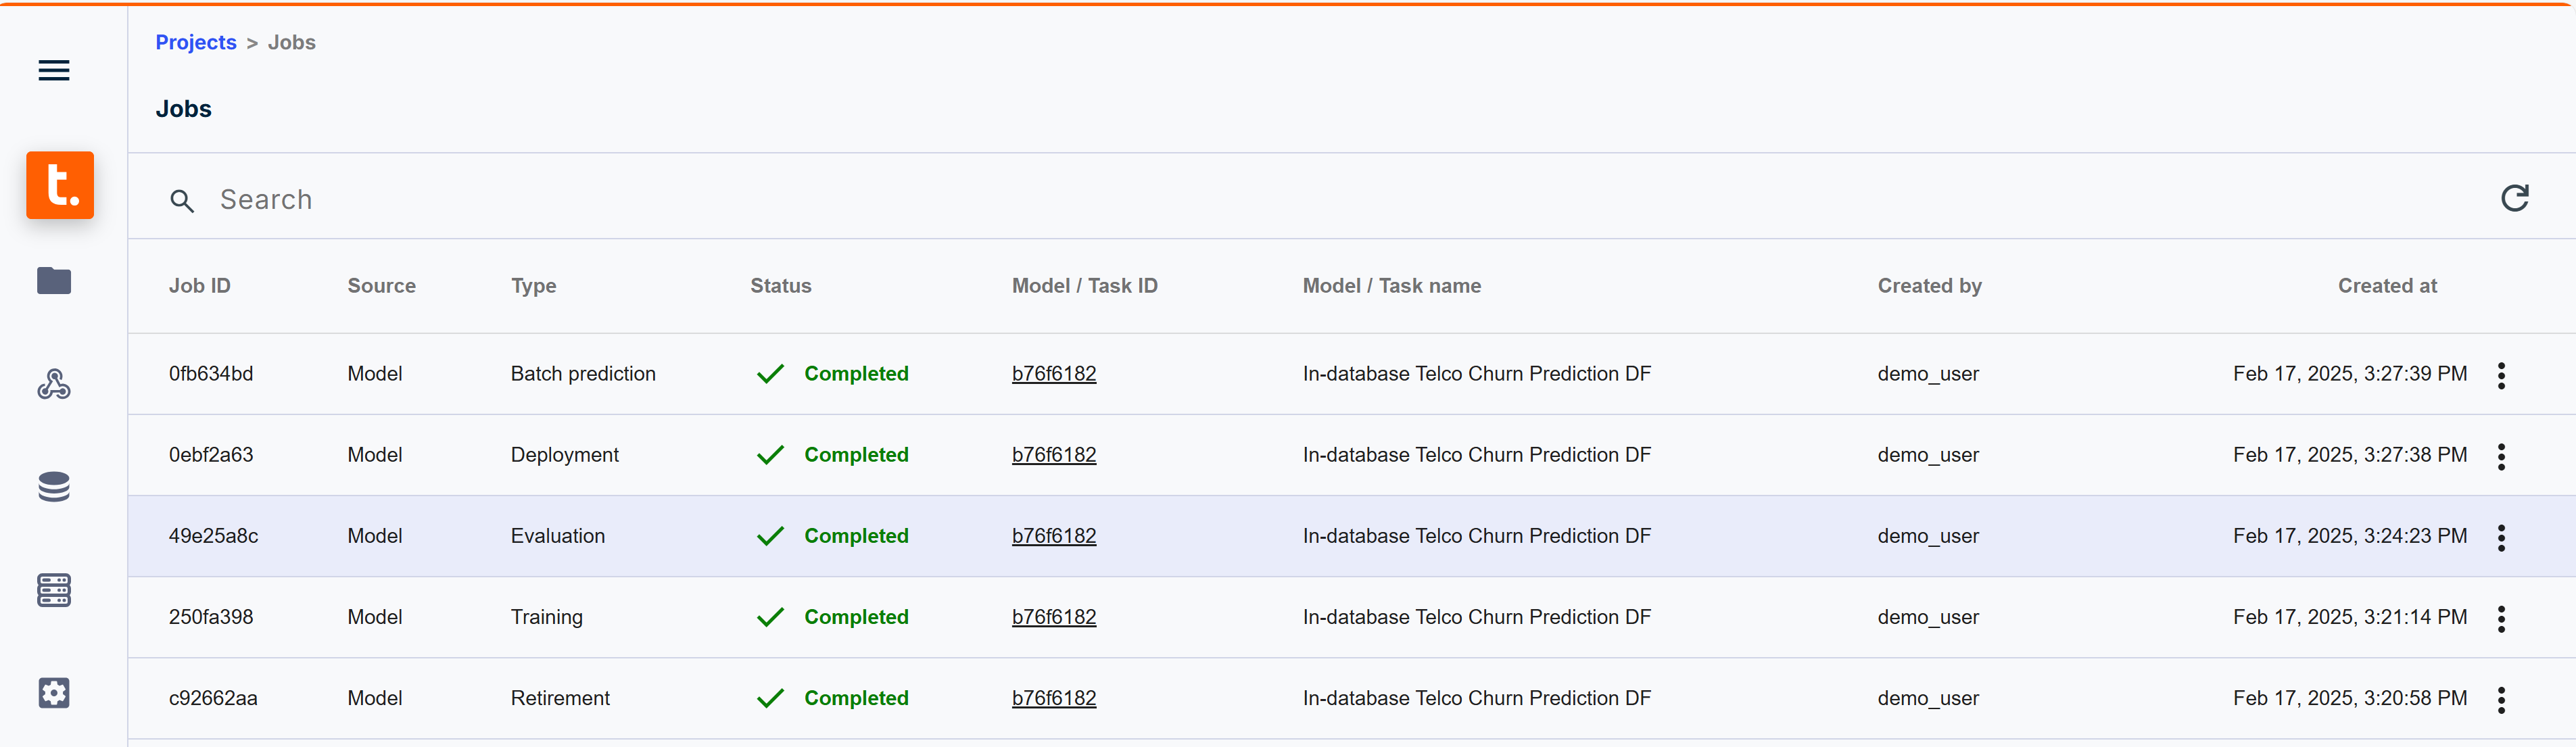 Projects > Jobs
Jobs
t.
Search
Job ID Source Type Status Model / Task ID Model / Task name Created by Created at
0fb634bd Model Batch prediction Completed b76f6182 In-database Telco Churn Prediction DF demo_user Feb 17, 2025, 3:27:39 PM
0ebf2a63 Model Deployment Completed b76f6182 In-database Telco Churn Prediction DF demo_user Feb 17, 2025, 3:27:38 PM
49e25a8c Model Evaluation Completed b76f6182 In-database Telco Churn Prediction DF demo_user Feb 17, 2025, 3:24:23 PM
250fa398 Model Training Completed b76f6182 In-database Telco Churn Prediction DF demo_user Feb 17, 2025, 3:21:14 PM
c92662aa Model Retirement Completed b76f6182 In-database Telco Churn Prediction DF demo_user Feb 17, 2025, 3:20:58 PM